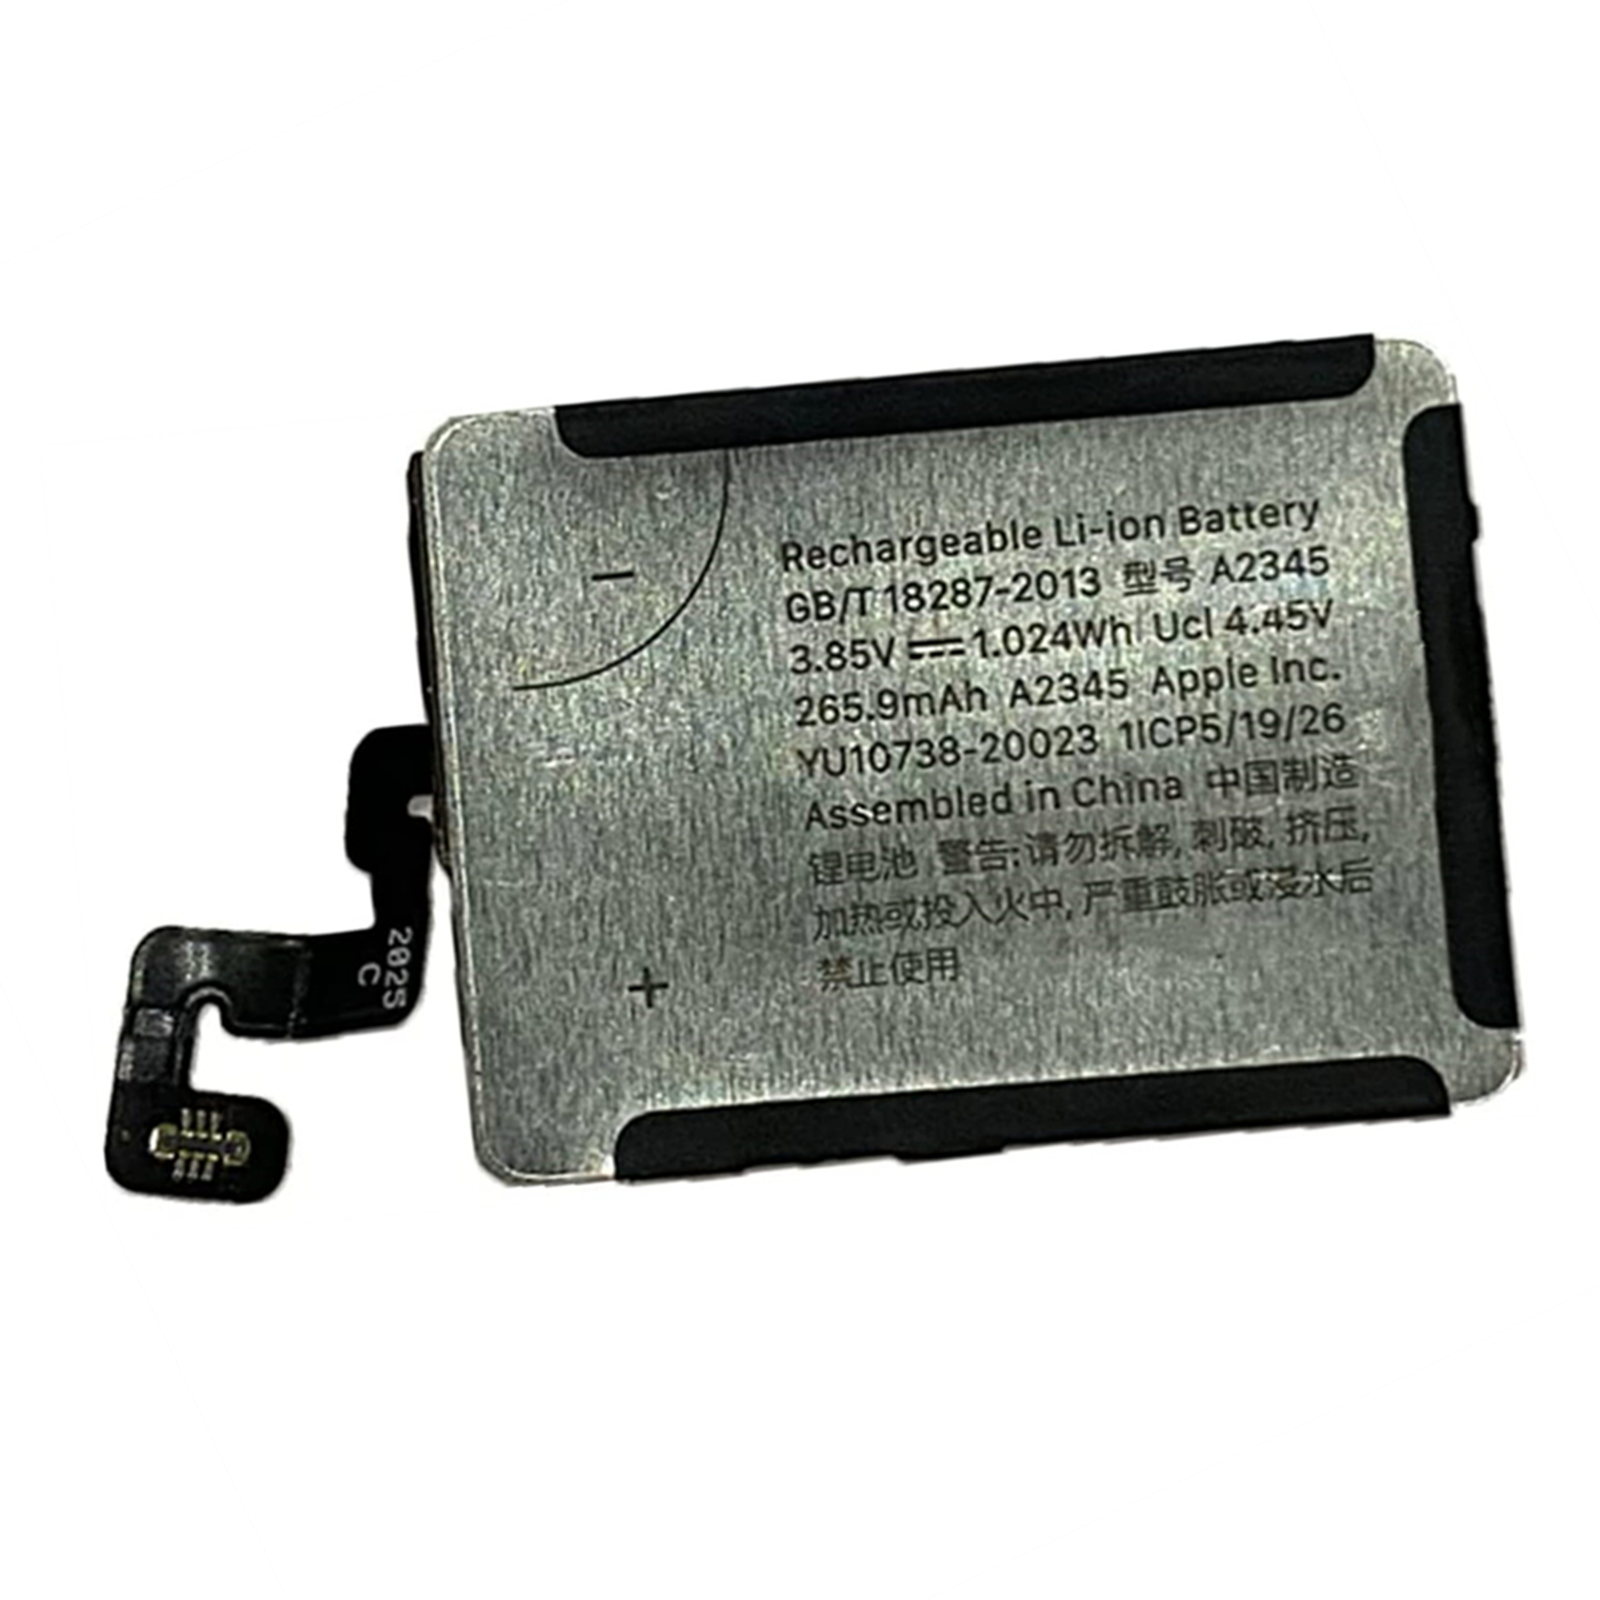 Rechargeable Li-ion Battery
GB/T 18287-2013 型号 A2345
3.85V ⎓ 1.024Wh Ucl 4.45V
265.9mAh A2345 Apple Inc.
YU10738-20023 1ICP5/19/26
Assembled in China 中国制造
锂电池 警告:请勿拆解, 刺破, 挤压,
加热或投入火中, 严重鼓胀或浸水后
禁止使用
−
+
2025
C